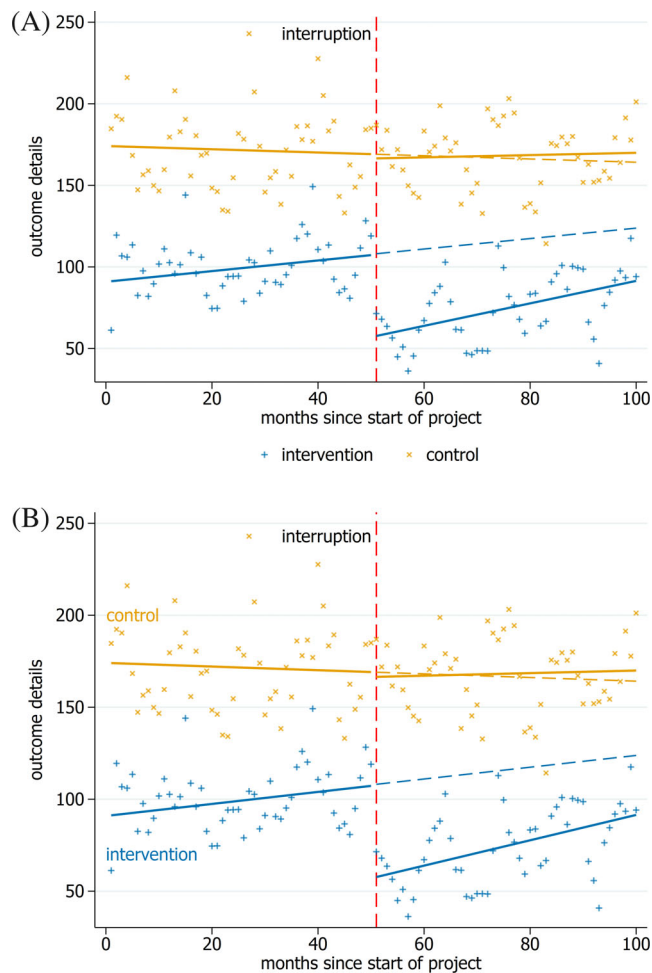 (A)
250
interruption
200
outcome details
150
100
50
0 20 40 60 80 100
months since start of project
+ intervention × control
(B)
250
interruption
200
control
outcome details
150
100
intervention
50
0 20 40 60 80 100
months since start of project